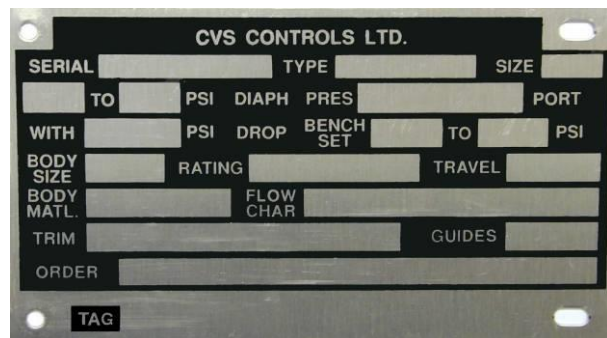 CVS CONTROLS LTD.
SERIAL TYPE SIZE
TO PSI DIAPH PRES PORT
WITH PSI DROP BENCH SET TO PSI
BODY SIZE RATING TRAVEL
BODY MATL. FLOW CHAR
TRIM GUIDES
ORDER
TAG